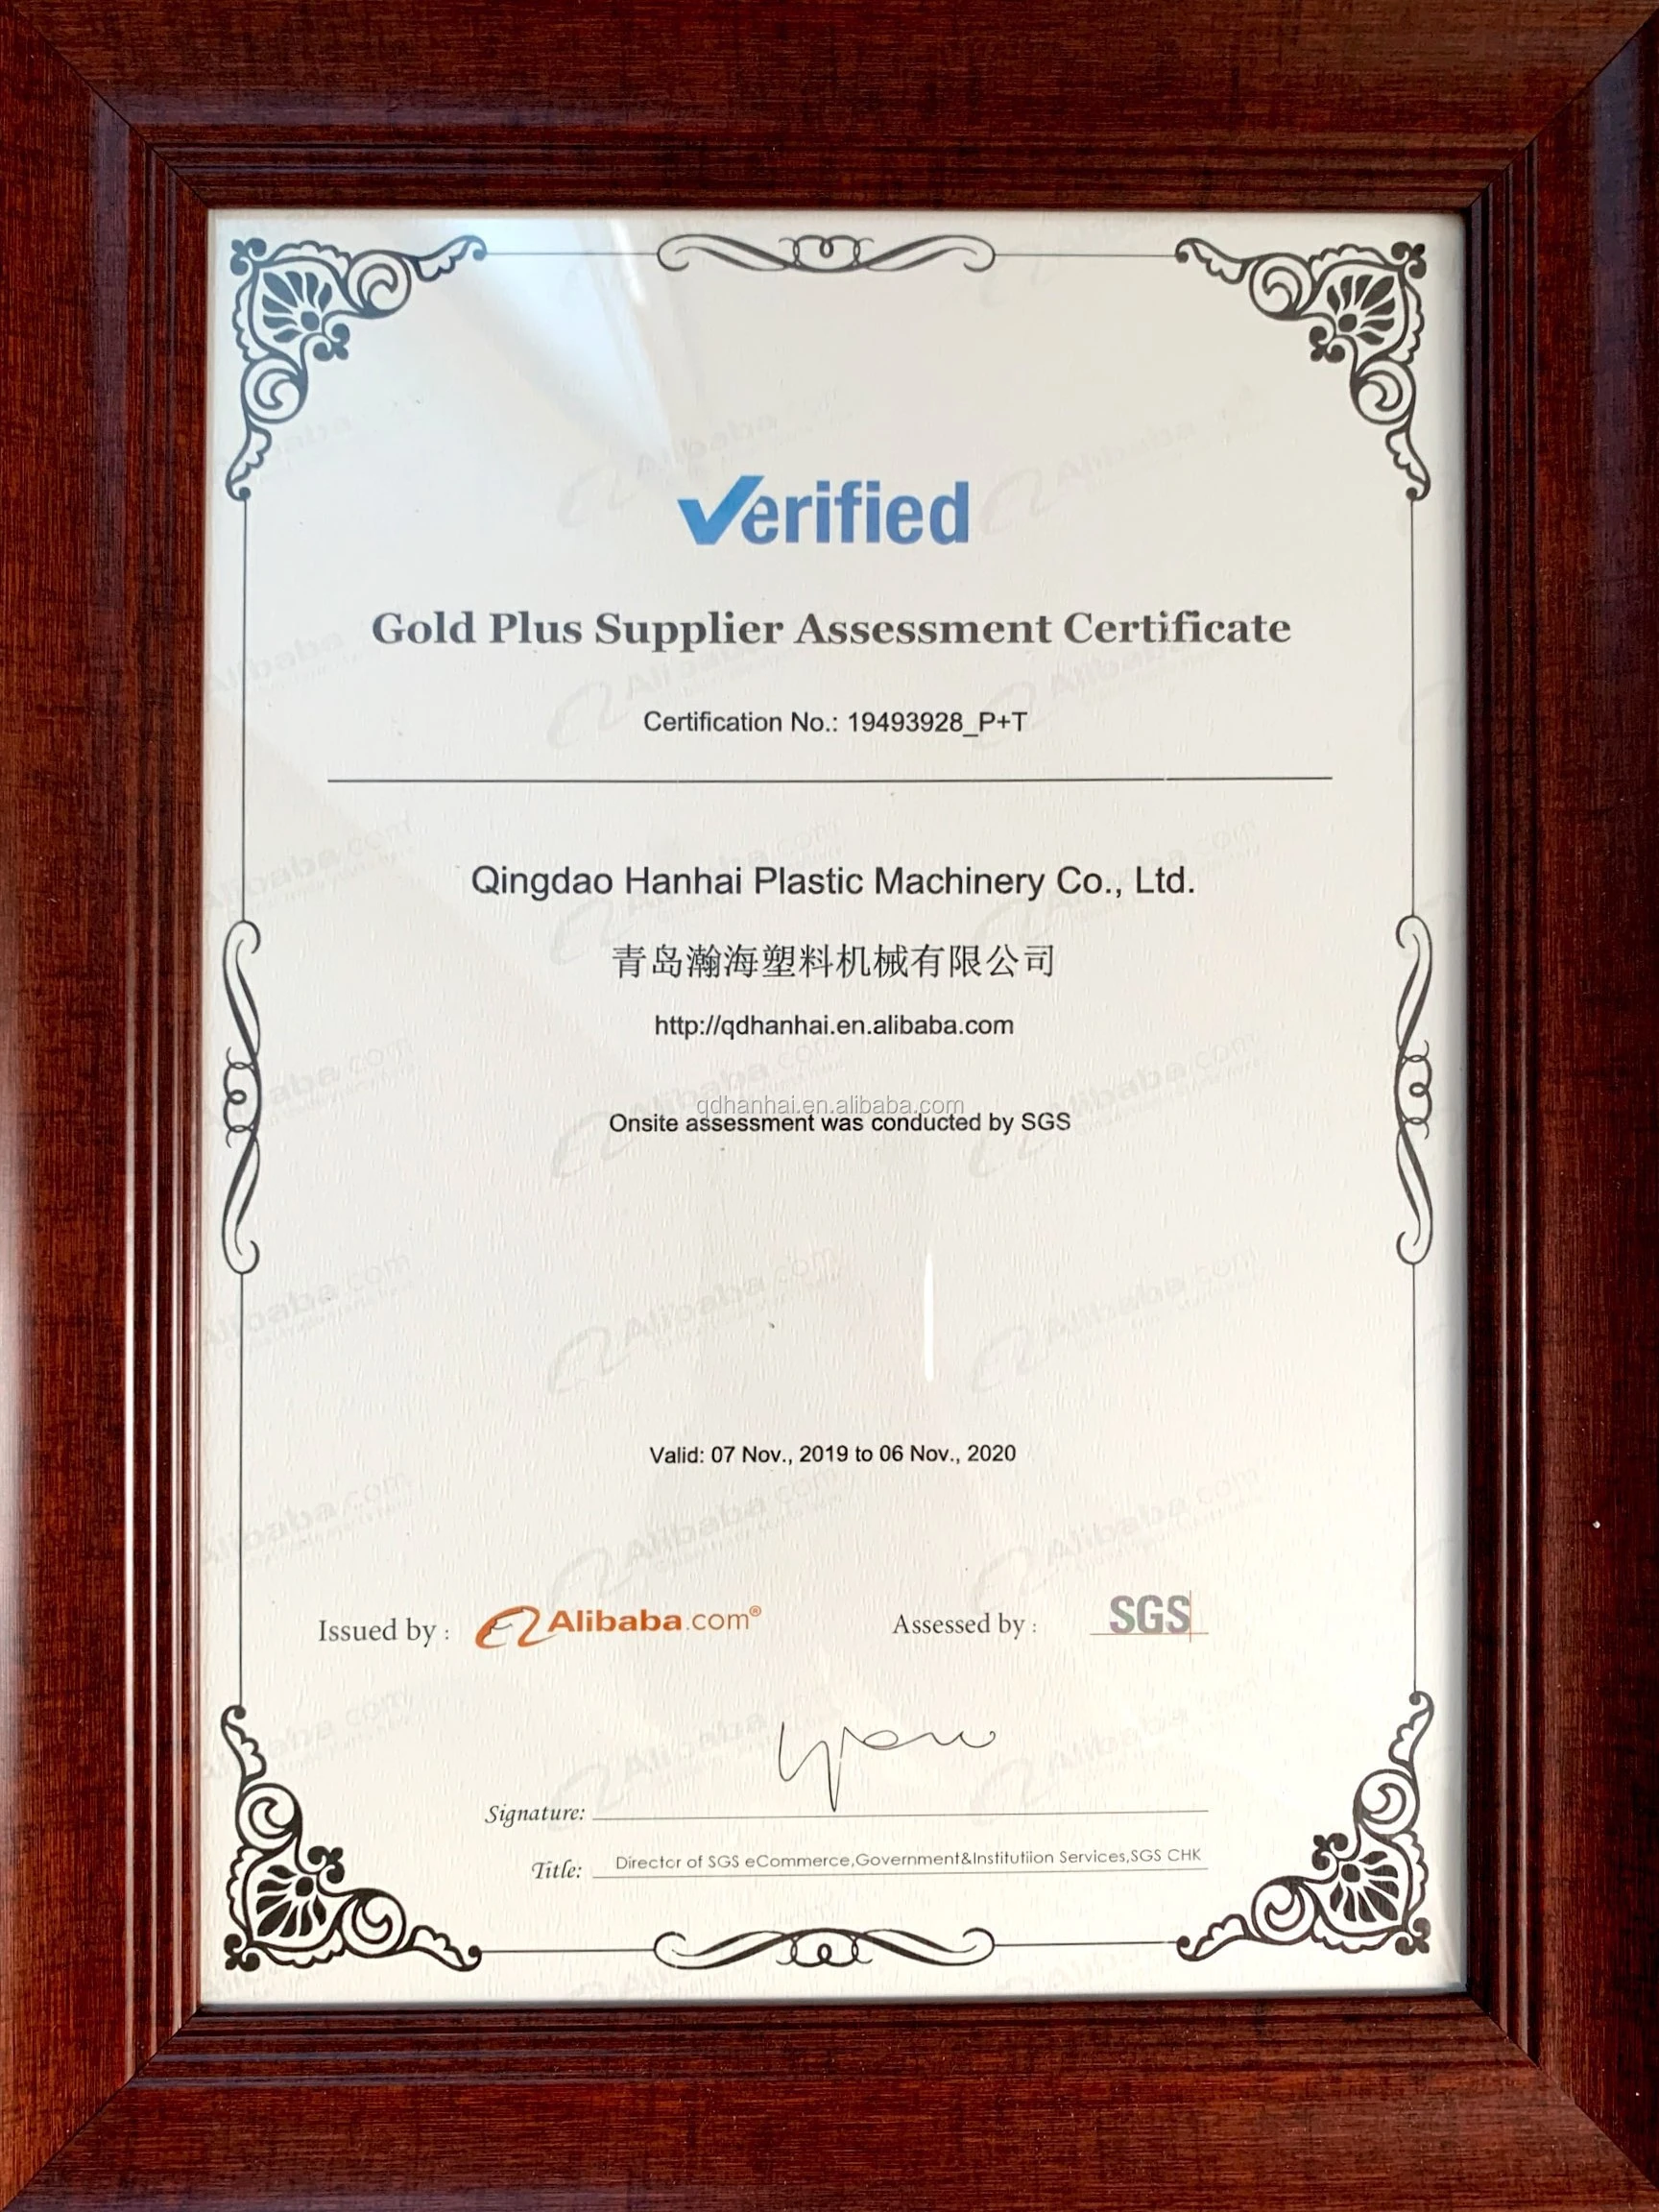 Verified
Gold Plus Supplier Assessment Certificate
Certification No.: 19493928_P+T
Qingdao Hanhai Plastic Machinery Co., Ltd.
青岛瀚海塑料机械有限公司
http://qdhanhai.en.alibaba.com
qdhanhai.en.alibaba.com
Onsite assessment was conducted by SGS
Valid: 07 Nov., 2019 to 06 Nov., 2020
Issued by : Alibaba.com® Assessed by : SGS
Signature:
Title: Director of SGS eCommerce,Government&Institutiion Services,SGS CHK